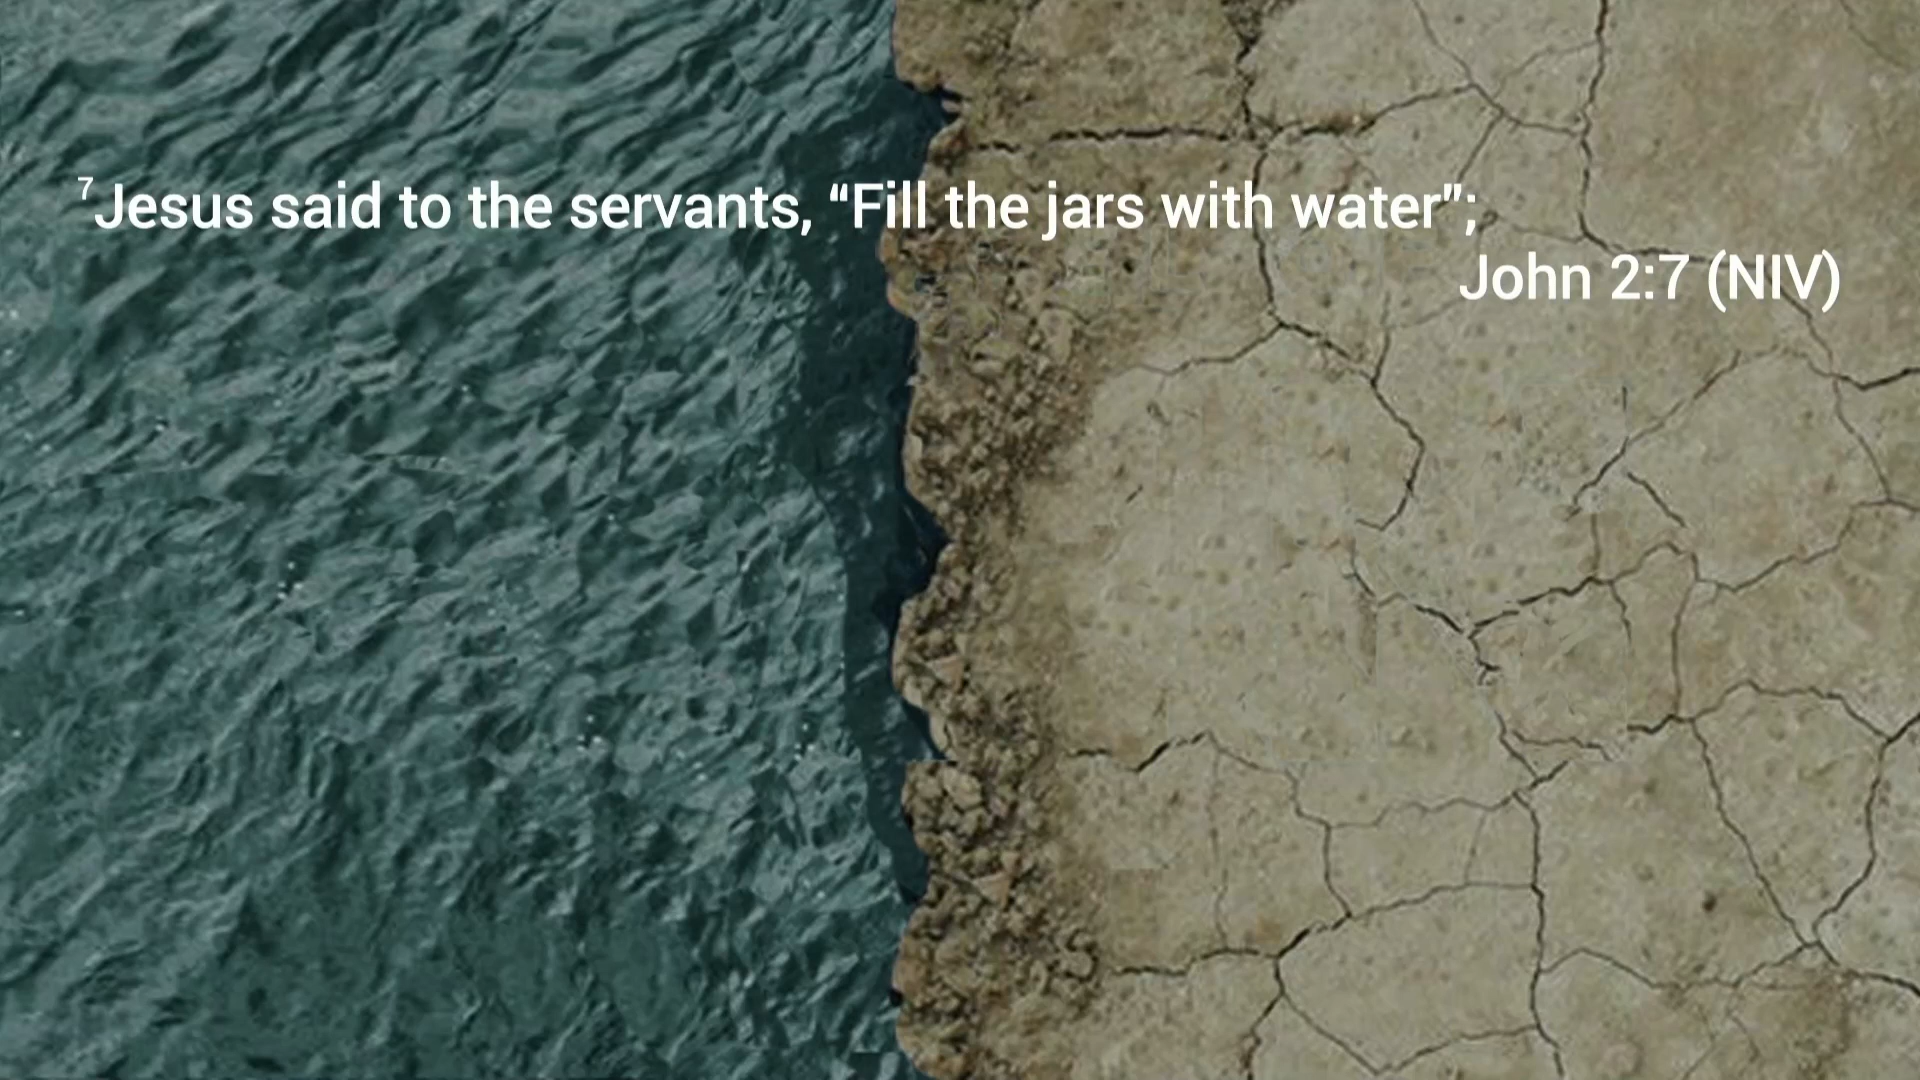 ⁷Jesus said to the servants, “Fill the jars with water”;
John 2:7 (NIV)